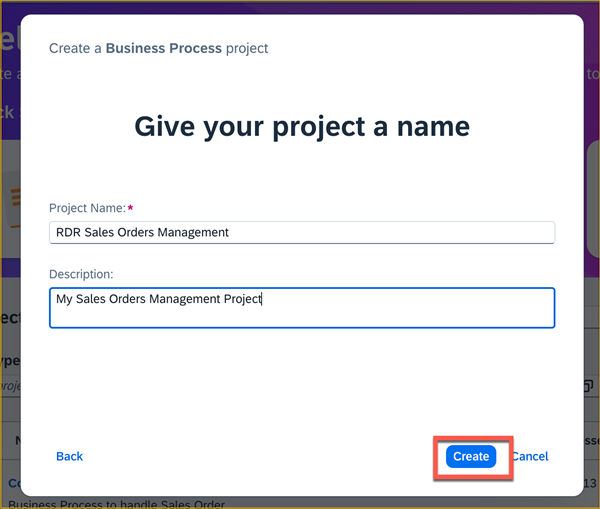 Create a Business Process project
Give your project a name
Project Name:*
RDR Sales Orders Management
Description:
My Sales Orders Management Project
Back
Create
Cancel
Business Process to handle Sales Order